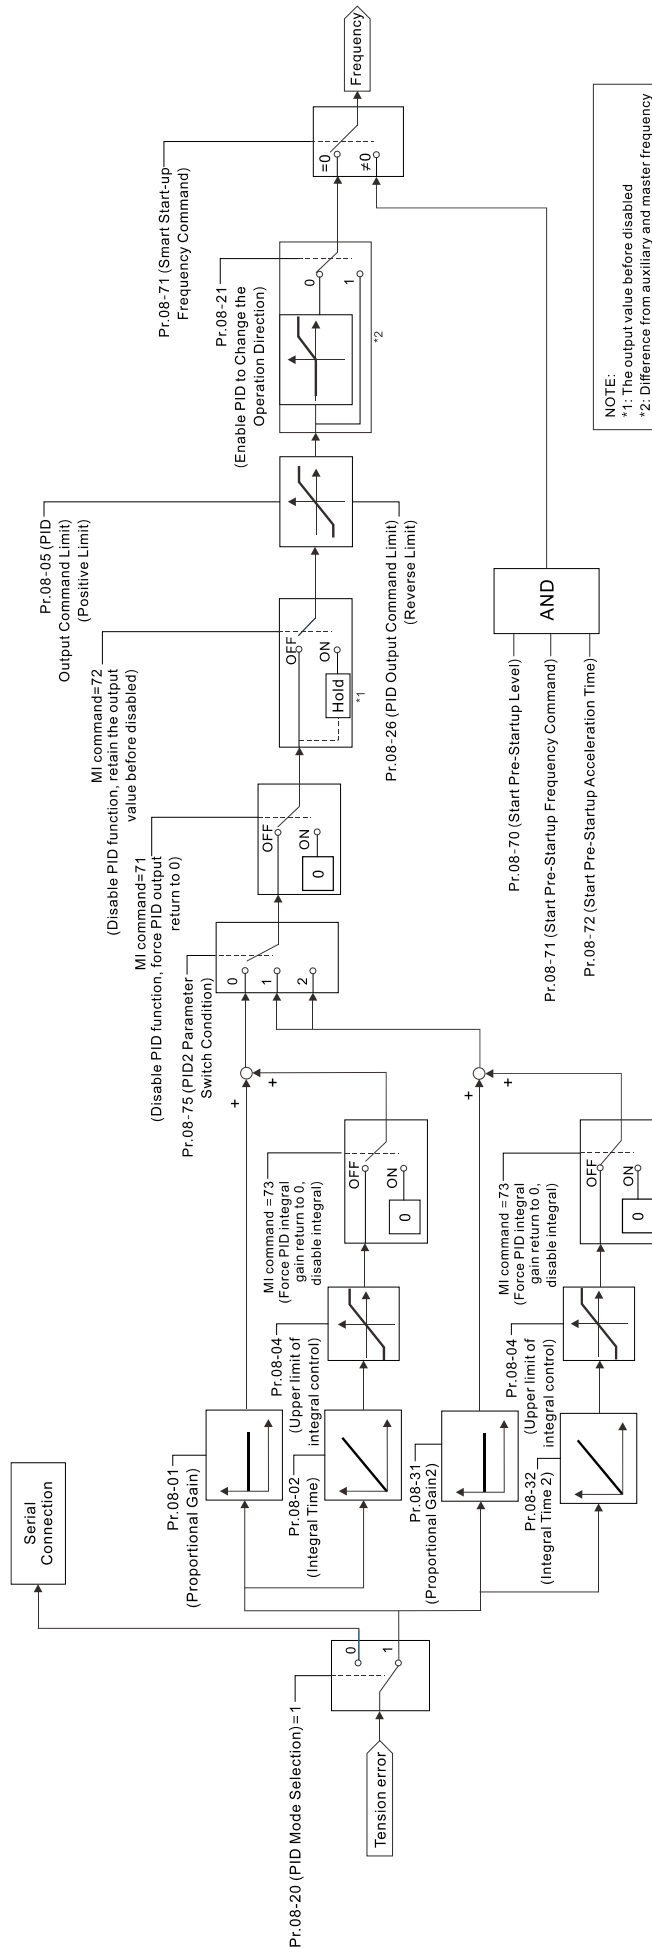 Pr.08-20 (PID Mode Selection)= 1
Tension error
0
1
Serial
Connection
Pr.08-01
(Proportional Gain)
Pr.08-02
(Integral Time)
Pr.08-04
(Upper limit of
integral control)
MI command =73
(Force PID integral
gain return to 0,
disable integral)
OFF
ON
0
+
+
Pr.08-31
(Proportional Gain2)
Pr.08-32
(Integral Time 2)
Pr.08-04
(Upper limit of
integral control)
MI command =73
(Force PID integral
gain return to 0,
disable integral)
OFF
ON
0
+
+
Pr.08-75 (PID2 Parameter
Switch Condition)
0
1
2
MI command=71
(Disable PID function, force PID output
return to 0)
OFF
ON
0
MI command=72
(Disable PID function, retain the output
value before disabled)
OFF
ON
Hold
*1
Pr.08-05 (PID
Output Command Limit)
(Positive Limit)
Pr.08-26 (PID Output Command Limit)
(Reverse Limit)
Pr.08-21
(Enable PID to Change the
Operation Direction)
0
1
*2
Pr.08-71 (Smart Start-up
Frequency Command)
=0
≠0
Frequency
Pr.08-70 (Start Pre-Startup Level)
Pr.08-71 (Start Pre-Startup Frequency Command)
Pr.08-72 (Start Pre-Startup Acceleration Time)
AND
NOTE:
*1: The output value before disabled
*2: Difference from auxiliary and master frequency